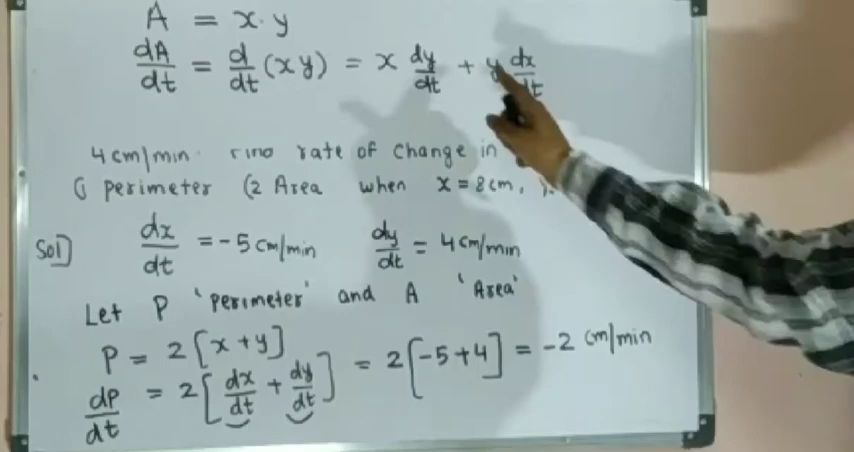 A = x · y
dA/dt = d/dt (xy) = x dy/dt + y dx/dt
4 cm/min. rate of change in
perimeter (2 Area when x = 8 cm,
Sol] dx/dt = -5 cm/min dy/dt = 4 cm/min
Let P 'perimeter' and A 'Area'
P = 2[x+y]
dP/dt = 2[dx/dt + dy/dt] = 2[-5+4] = -2 cm/min